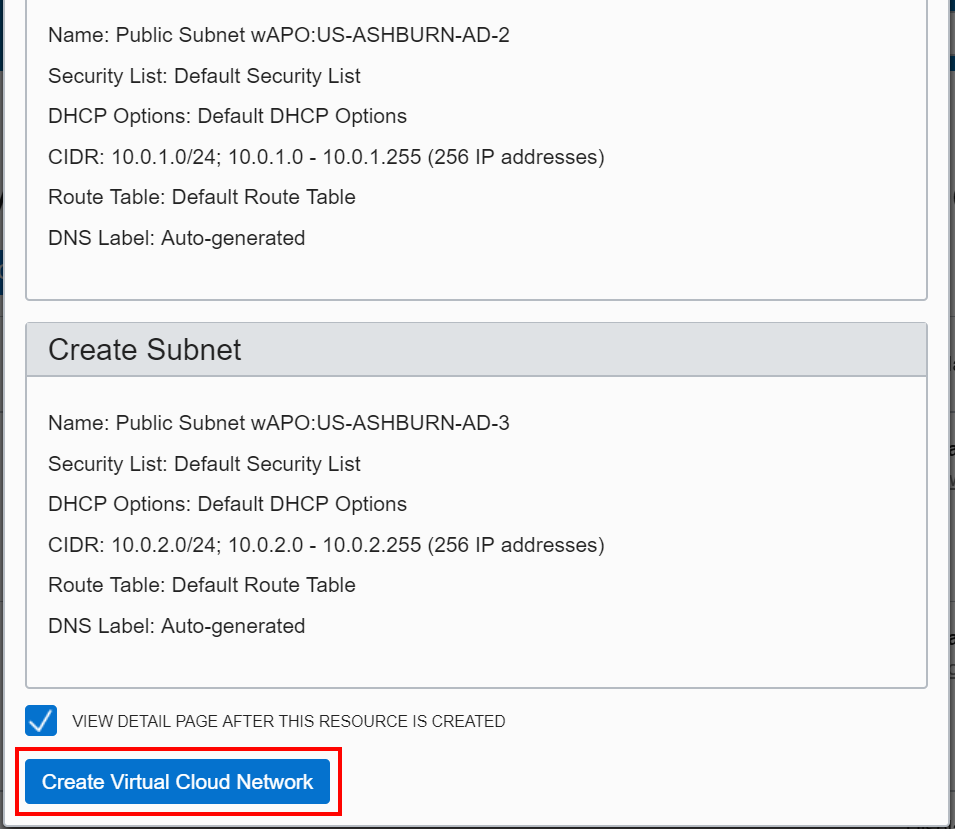 Name: Public Subnet wAPO:US-ASHBURN-AD-2
Security List: Default Security List
DHCP Options: Default DHCP Options
CIDR: 10.0.1.0/24; 10.0.1.0 - 10.0.1.255 (256 IP addresses)
Route Table: Default Route Table
DNS Label: Auto-generated
Create Subnet
Name: Public Subnet wAPO:US-ASHBURN-AD-3
Security List: Default Security List
DHCP Options: Default DHCP Options
CIDR: 10.0.2.0/24; 10.0.2.0 - 10.0.2.255 (256 IP addresses)
Route Table: Default Route Table
DNS Label: Auto-generated
VIEW DETAIL PAGE AFTER THIS RESOURCE IS CREATED
Create Virtual Cloud Network